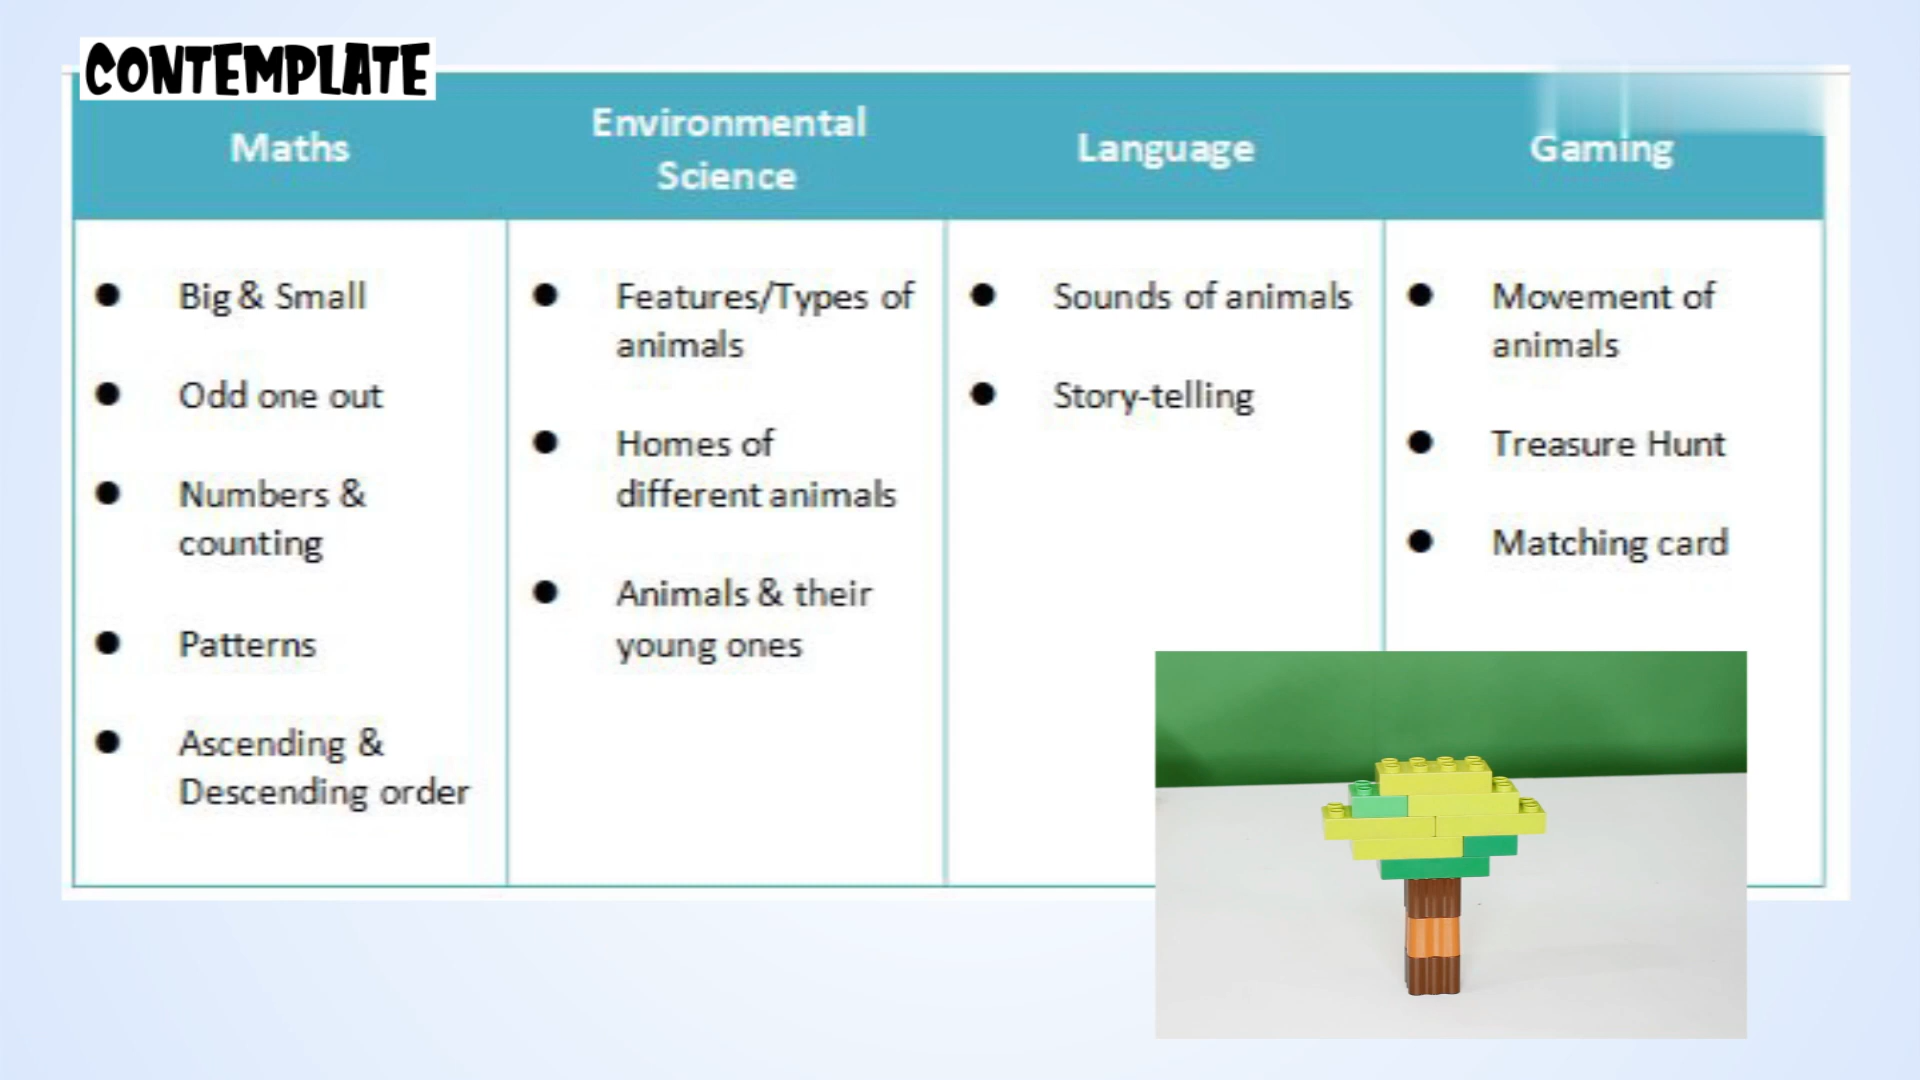 CONTEMPLATE
Maths
Environmental
Science
Language
Gaming
Big & Small
Odd one out
Numbers &
counting
Patterns
Ascending &
Descending order
Features/Types of
animals
Homes of
different animals
Animals & their
young ones
Sounds of animals
Story-telling
Movement of
animals
Treasure Hunt
Matching card